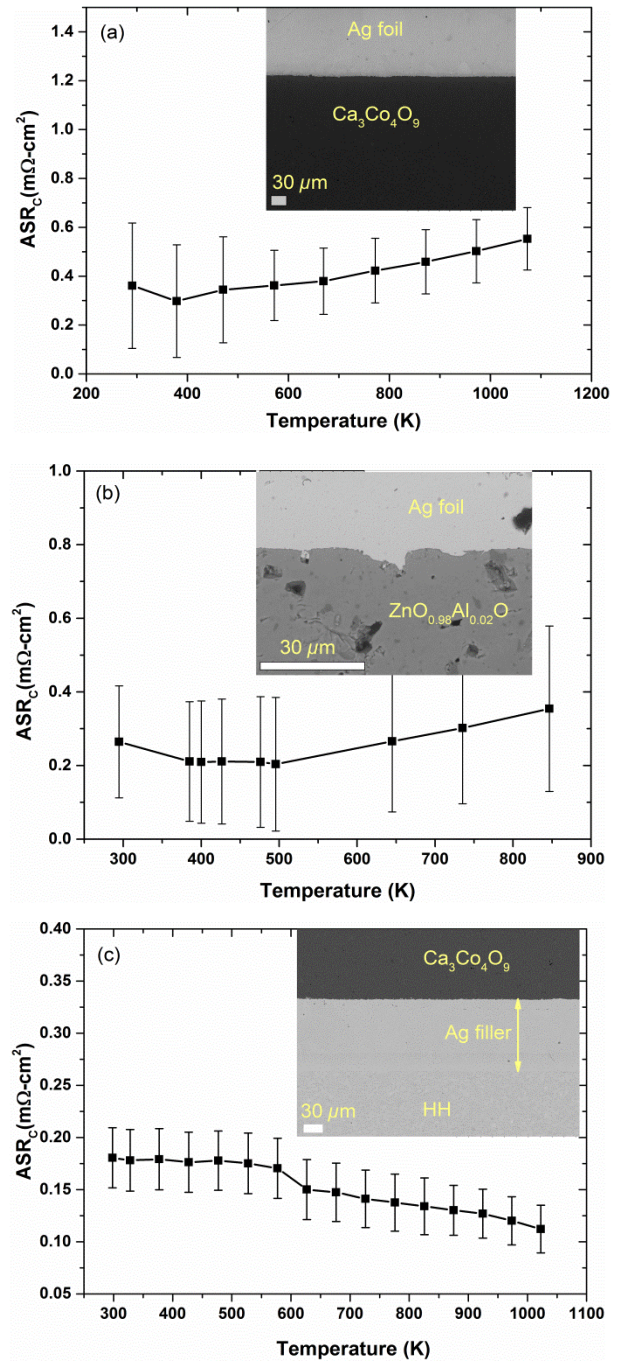 (a)
Ag foil
Ca₃Co₄O₉
30 µm
ASR_C(mΩ-cm²)
1.4
1.2
1.0
0.8
0.6
0.4
0.2
0.0
200 400 600 800 1000 1200
Temperature (K)
(b)
Ag foil
ZnO₀.₉₈Al₀.₀₂O
30 µm
ASR_C(mΩ-cm²)
1.0
0.8
0.6
0.4
0.2
0.0
300 400 500 600 700 800 900
Temperature (K)
(c)
Ca₃Co₄O₉
Ag filler
HH
30 µm
ASR_C(mΩ-cm²)
0.40
0.35
0.30
0.25
0.20
0.15
0.10
0.05
300 400 500 600 700 800 900 1000 1100
Temperature (K)